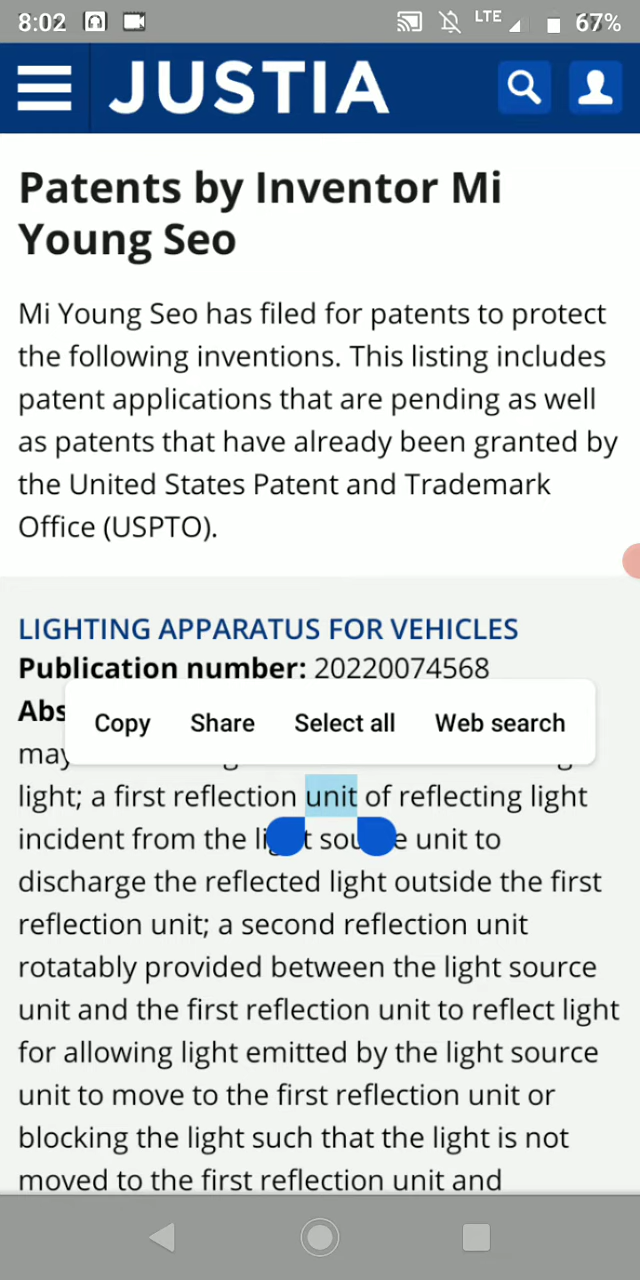 8:02 LTE 67%
JUSTIA
Patents by Inventor Mi
Young Seo
Mi Young Seo has filed for patents to protect
the following inventions. This listing includes
patent applications that are pending as well
as patents that have already been granted by
the United States Patent and Trademark
Office (USPTO).
LIGHTING APPARATUS FOR VEHICLES
Publication number: 20220074568
Abs
Copy Share Select all Web search
may
light; a first reflection unit of reflecting light
incident from the unit to
discharge the reflected light outside the first
reflection unit; a second reflection unit
rotatably provided between the light source
unit and the first reflection unit to reflect light
for allowing light emitted by the light source
unit to move to the first reflection unit or
blocking the light such that the light is not
moved to the first reflection unit and